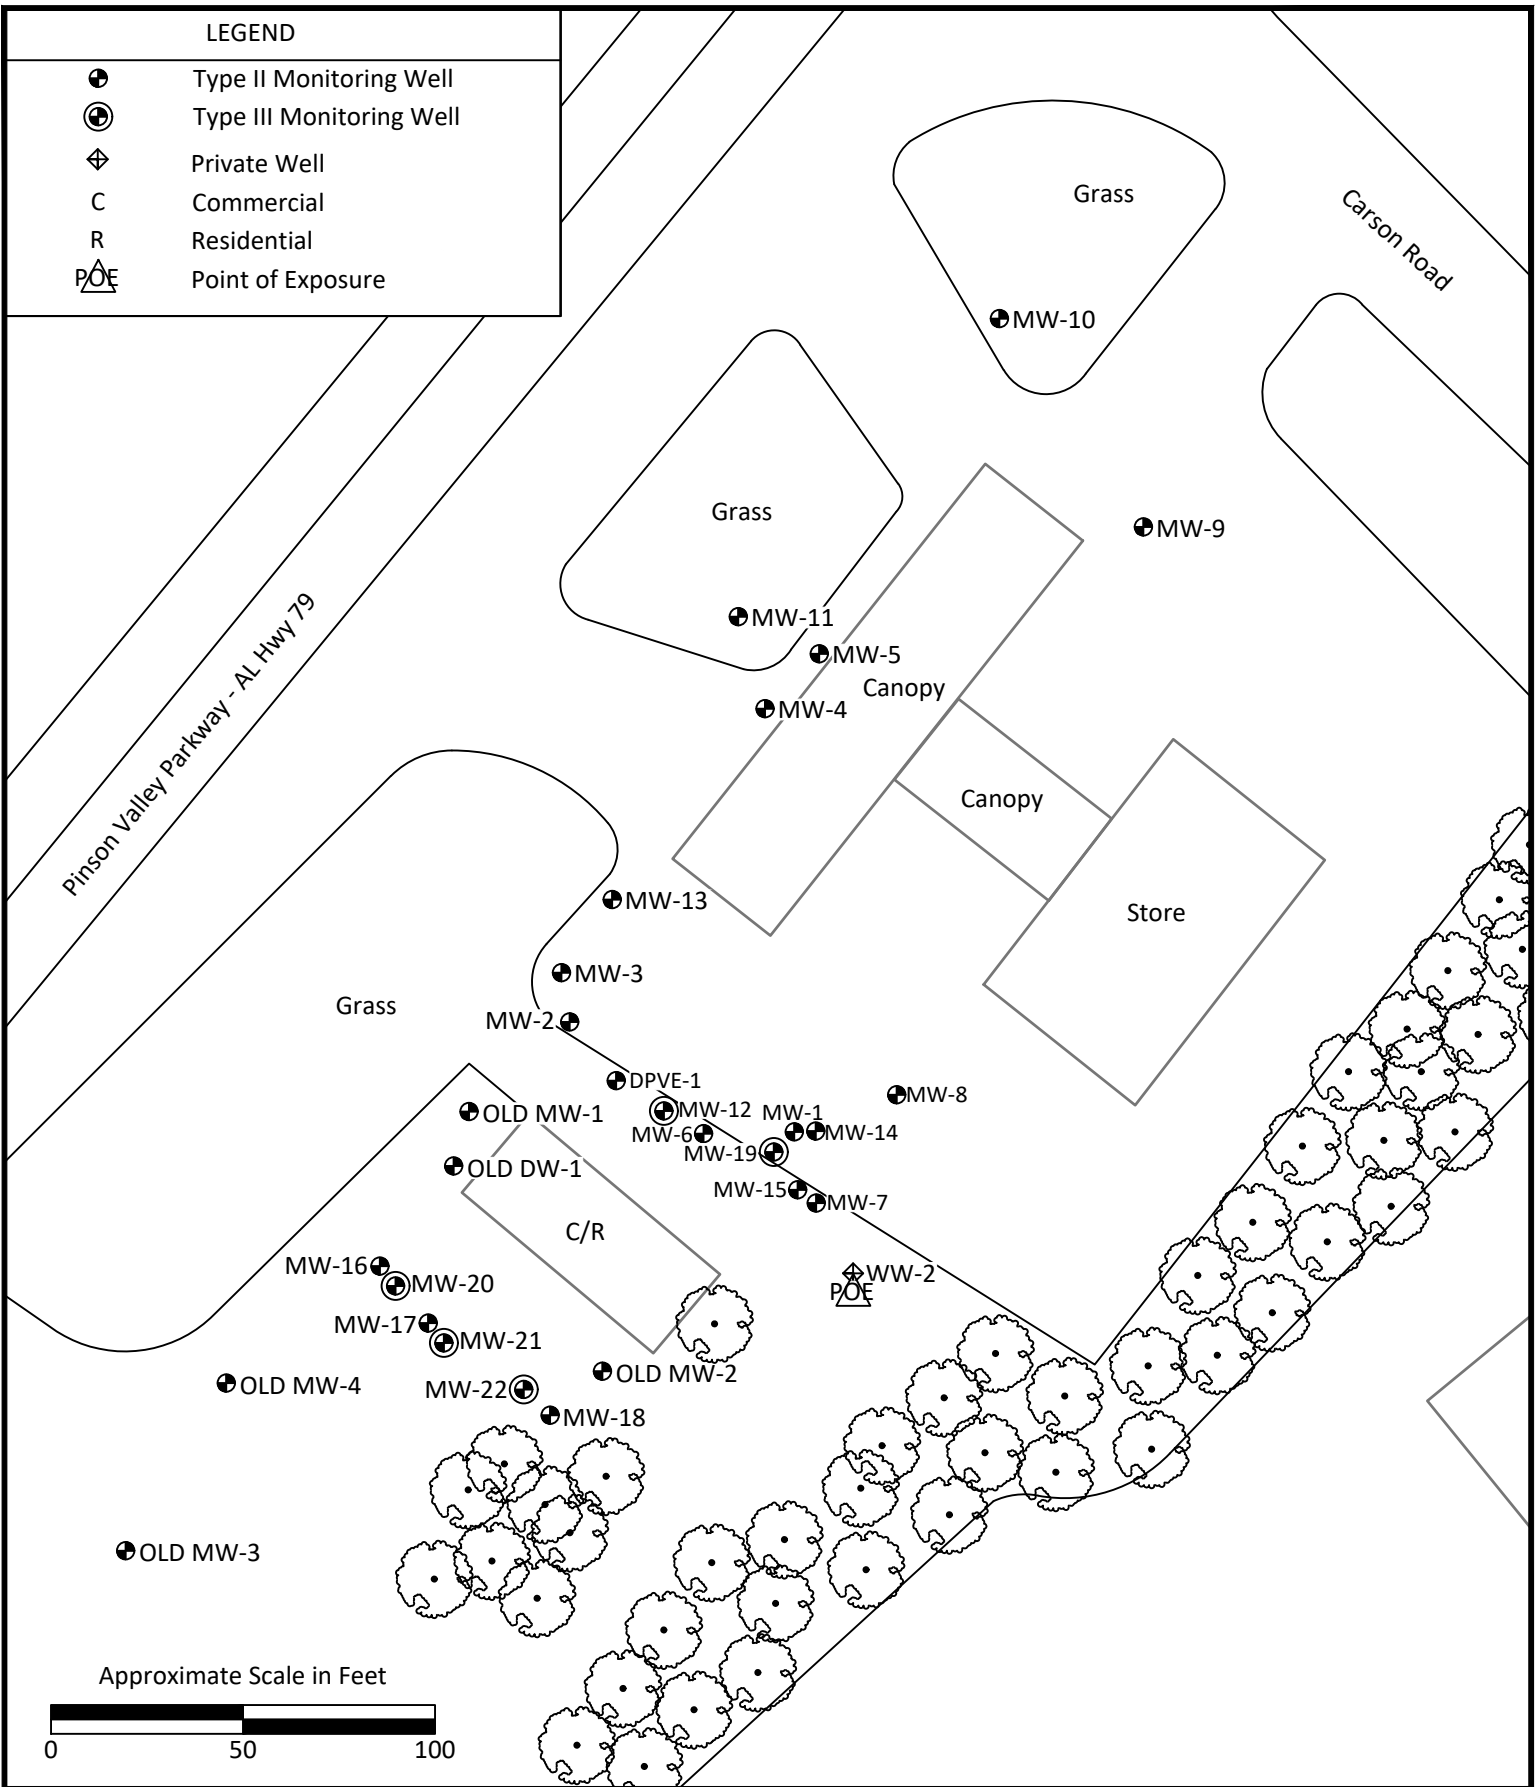 LEGEND
Type II Monitoring Well
Type III Monitoring Well
Private Well
C Commercial
R Residential
POE Point of Exposure
Grass
Carson Road
MW-10
Grass
MW-9
MW-11
MW-5
Canopy
MW-4
Pinson Valley Parkway - AL Hwy 79
Canopy
MW-13
Store
MW-3
Grass
MW-2
DPVE-1
MW-8
OLD MW-1
MW-12
MW-1
MW-6
MW-14
MW-19
OLD DW-1
MW-15
MW-7
C/R
MW-16
WW-2
MW-20
POE
MW-17
MW-21
OLD MW-2
OLD MW-4
MW-22
MW-18
OLD MW-3
Approximate Scale in Feet
0 50 100